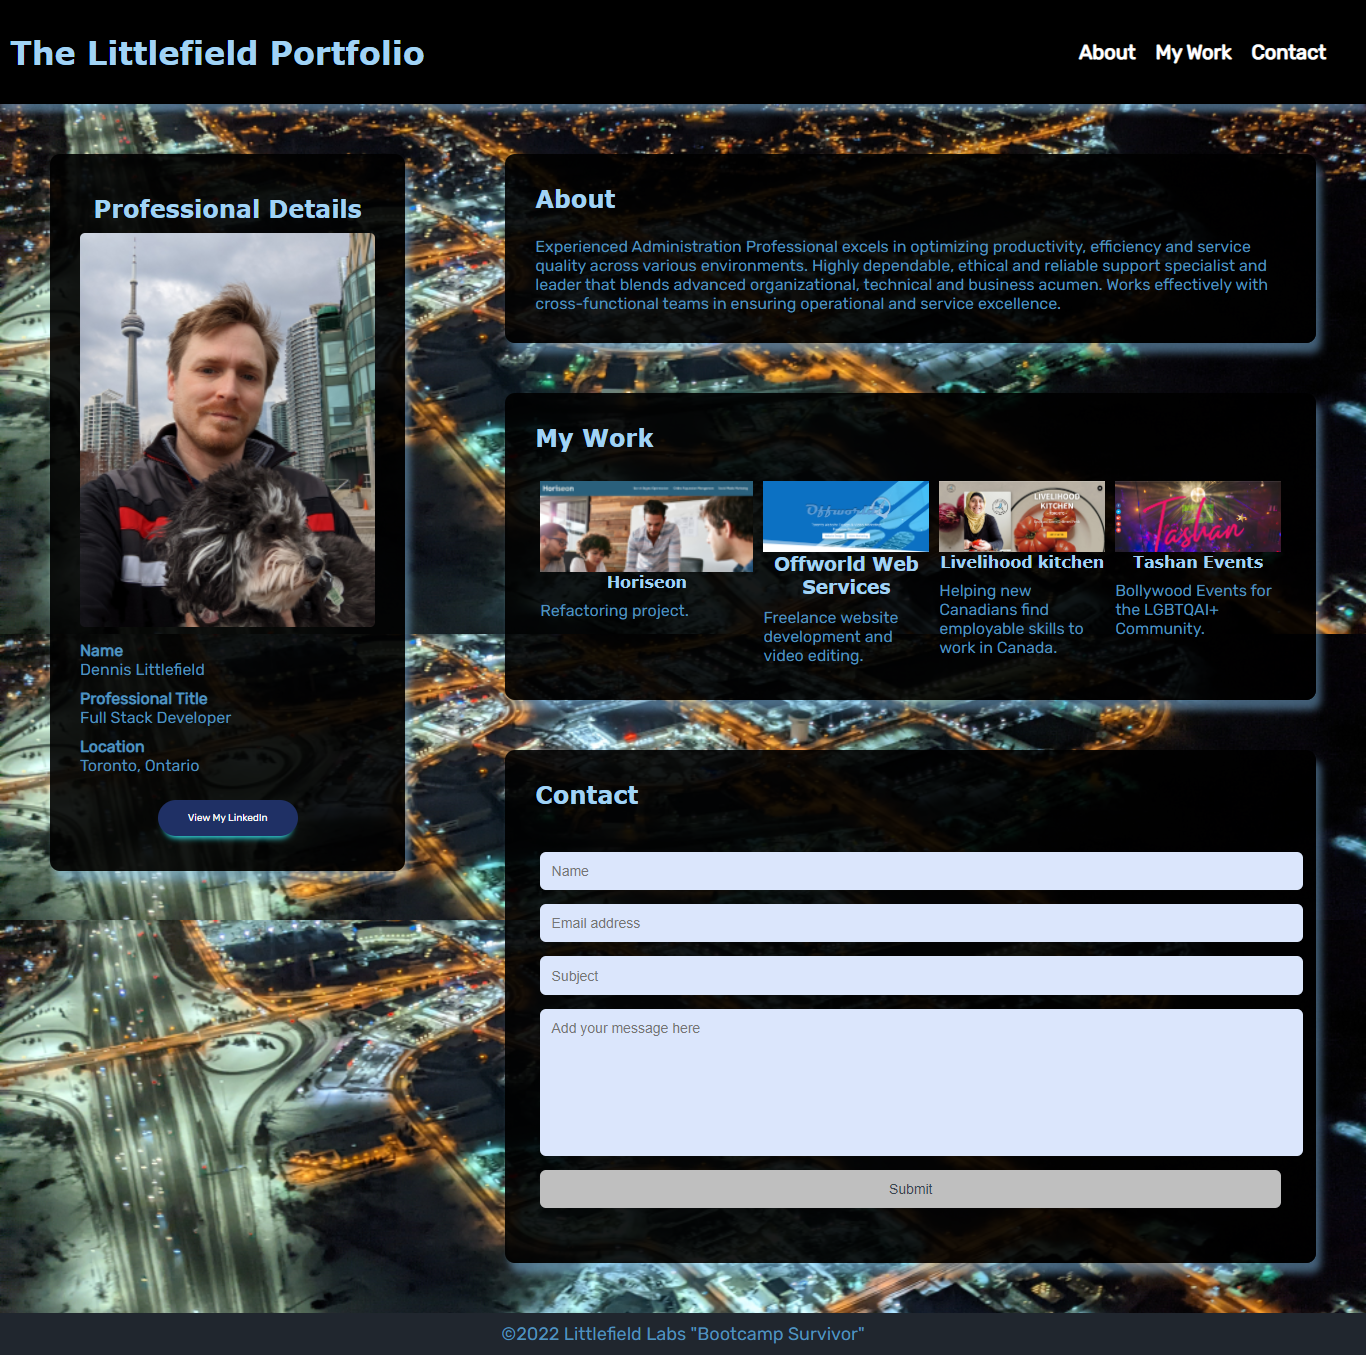 The Littlefield Portfolio
About My Work Contact
Professional Details
Name
Dennis Littlefield
Professional Title
Full Stack Developer
Location
Toronto, Ontario
View My LinkedIn
About
Experienced Administration Professional excels in optimizing productivity, efficiency and service
quality across various environments. Highly dependable, ethical and reliable support specialist and
leader that blends advanced organizational, technical and business acumen. Works effectively with
cross-functional teams in ensuring operational and service excellence.
My Work
Horiseon
Horiseon
Refactoring project.
Offworld
Offworld Web
Services
Freelance website
development and
video editing.
LIVELIHOOD
KITCHEN
Livelihood kitchen
Helping new
Canadians find
employable skills to
work in Canada.
Tashan
Tashan Events
Bollywood Events for
the LGBTQAI+
Community.
Contact
Name
Email address
Subject
Add your message here
Submit
©2022 Littlefield Labs "Bootcamp Survivor"